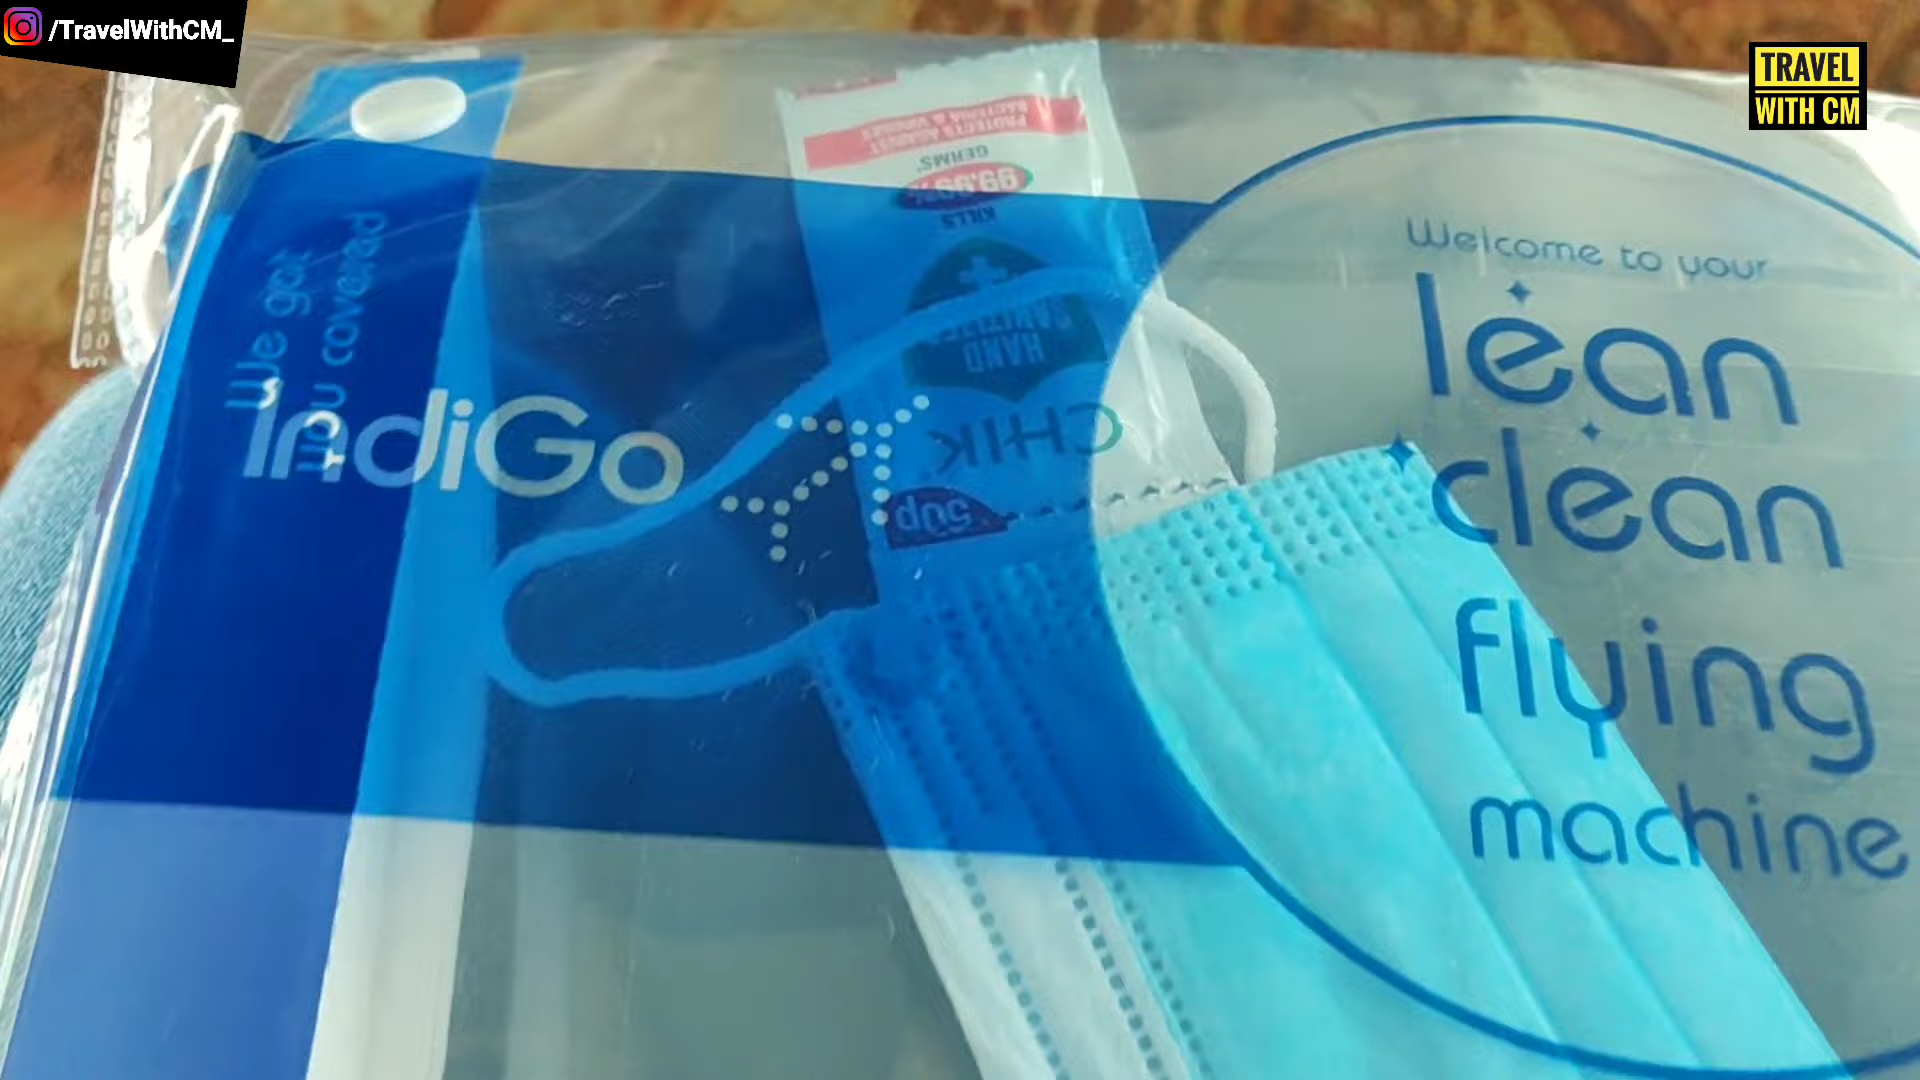 /TravelWithCM_
TRAVEL
WITH CM
PROTECTS AGAINST
BACTERIA & VIRUSES
GERMS*
99.99%
KILLS
HAND
CHIK
50p
We got
you covered
IndiGo
Welcome to your
lean
clean
flying
machine